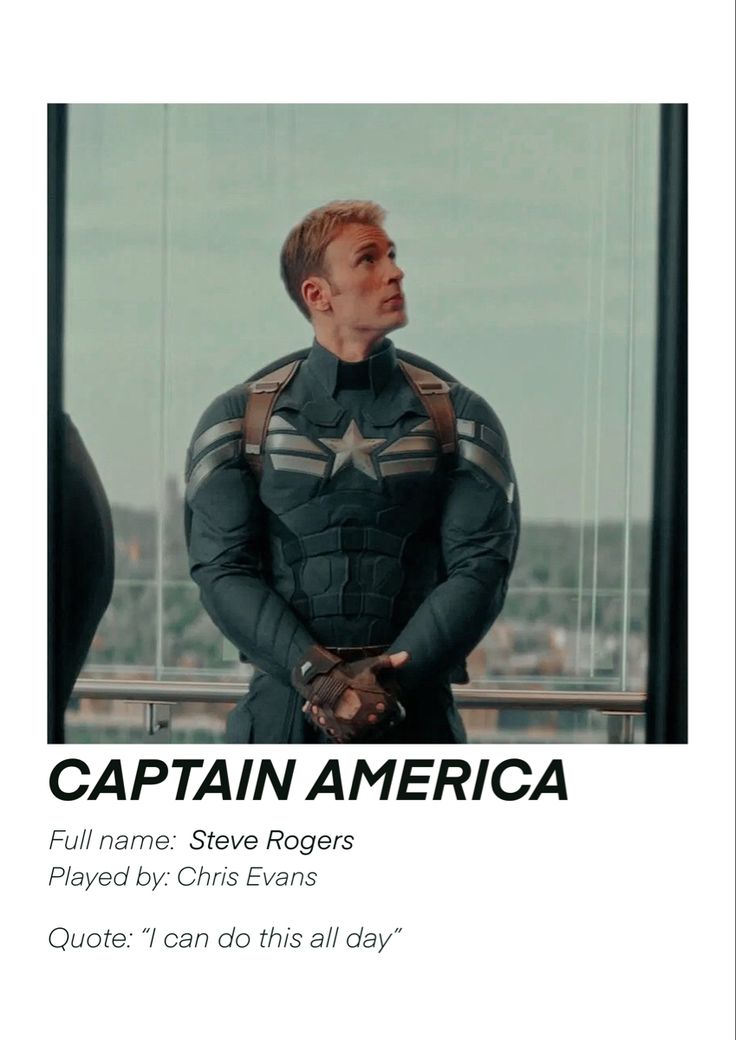 CAPTAIN AMERICA
Full name: Steve Rogers
Played by: Chris Evans
Quote: “I can do this all day”